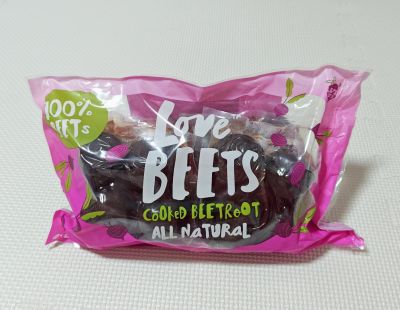 100%
BEETs
Love
BEETS
COOKED BEETROOT
ALL NATURAL